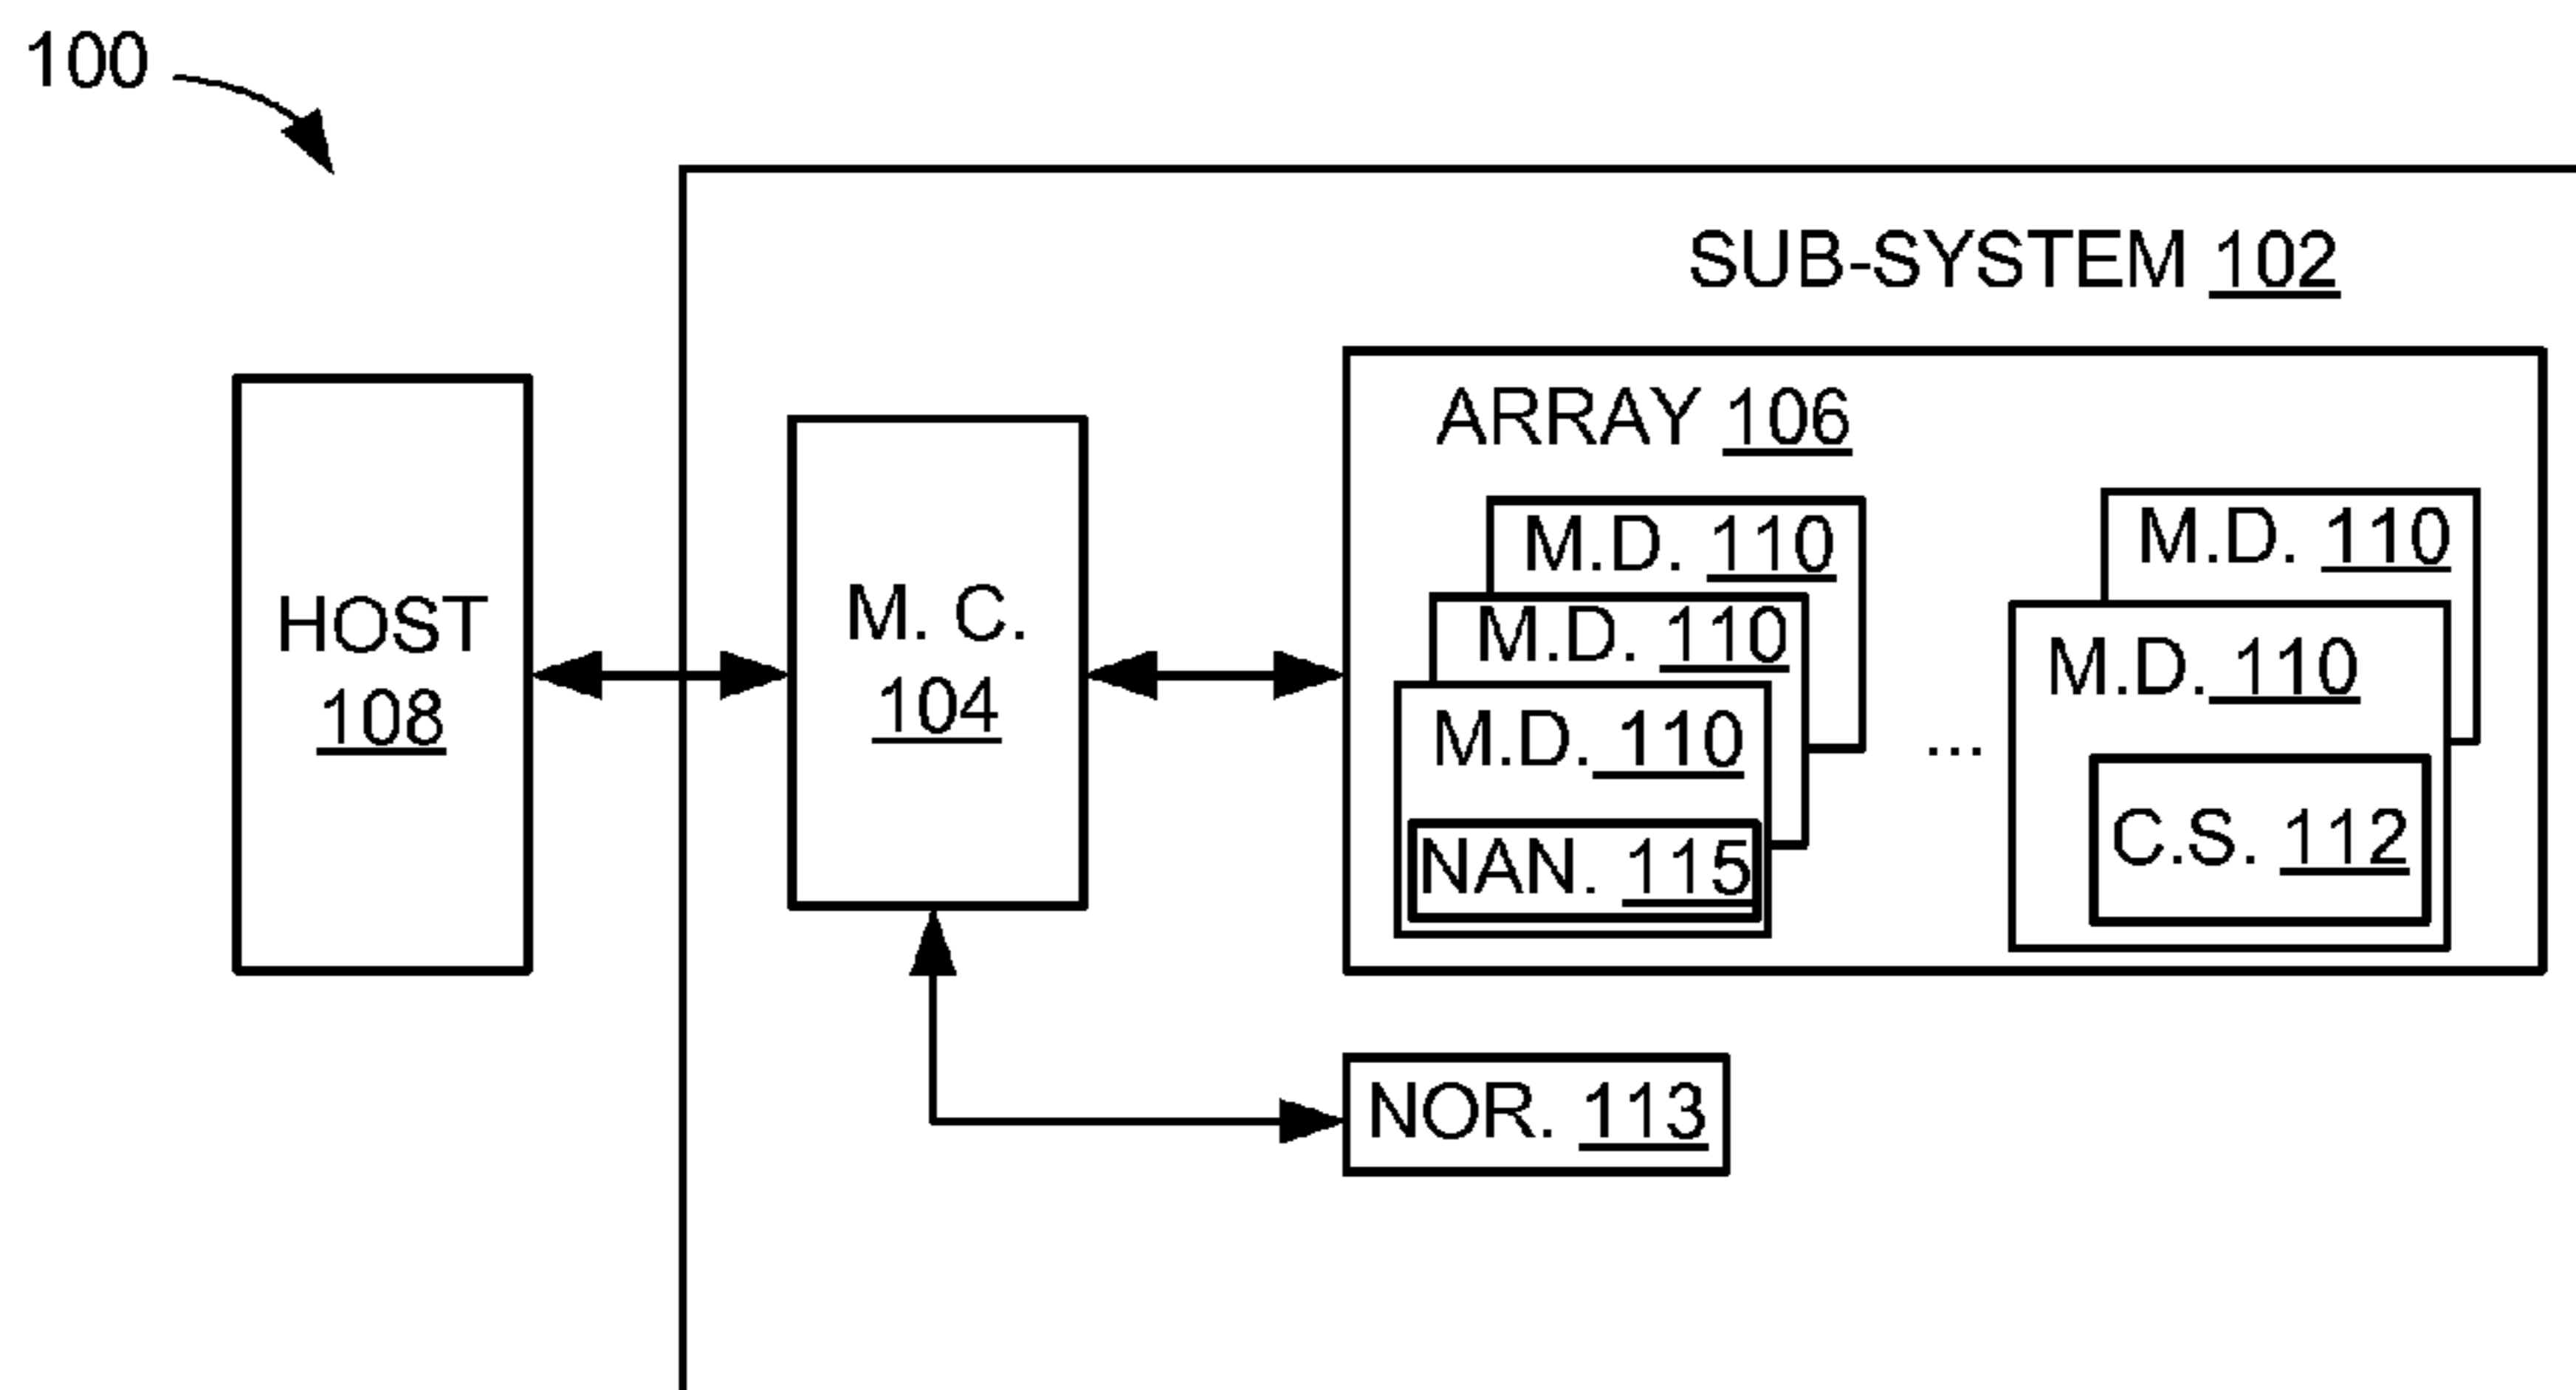 100
SUB-SYSTEM 102
HOST
108
M. C.
104
ARRAY 106
M.D. 110
M.D. 110
M.D. 110
NAN. 115
...
M.D. 110
M.D. 110
C.S. 112
NOR. 113